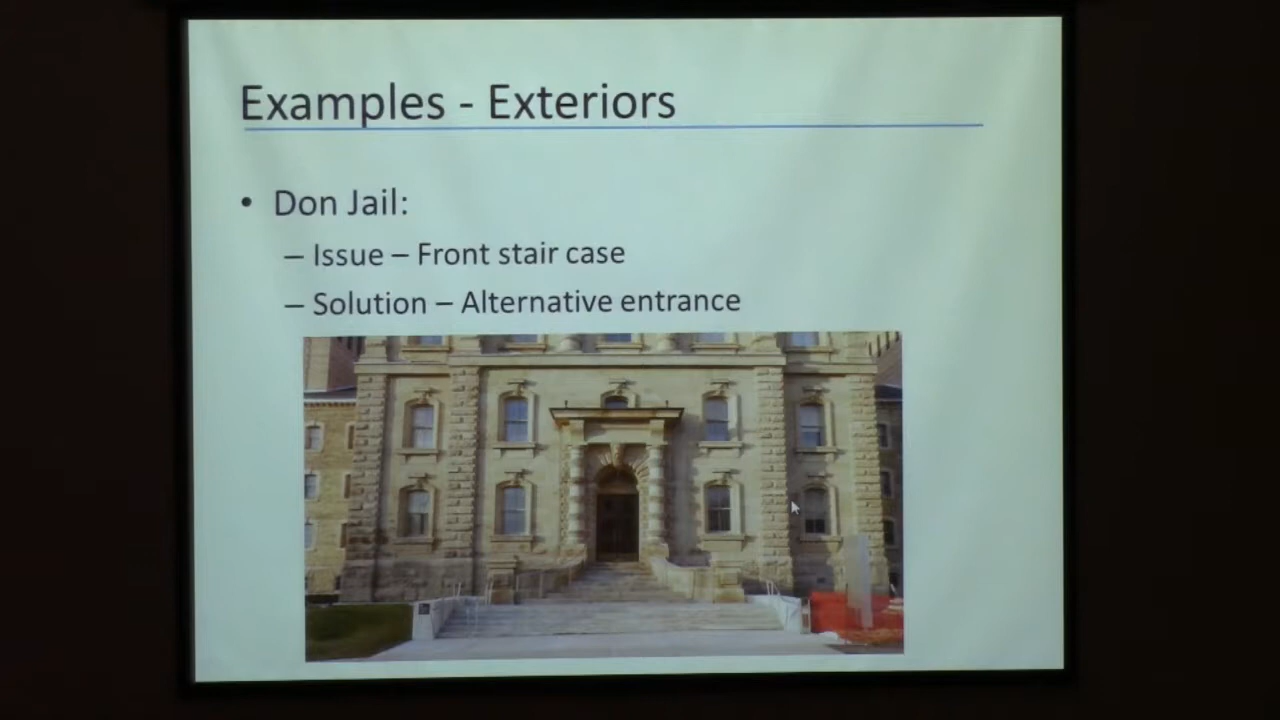 Examples - Exteriors
• Don Jail:
– Issue – Front stair case
– Solution – Alternative entrance